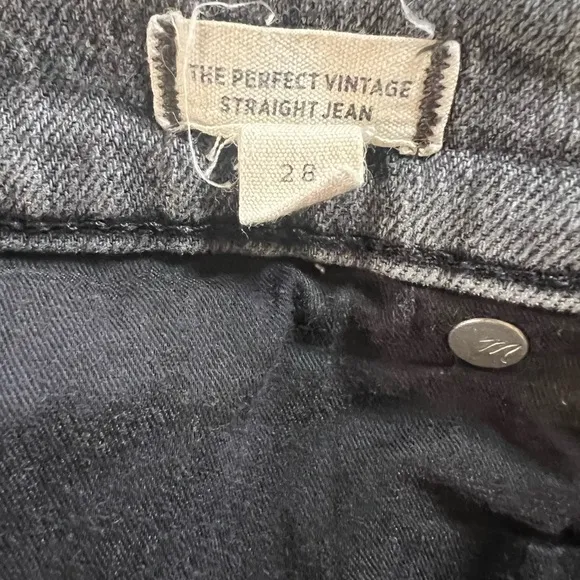 THE PERFECT VINTAGE
STRAIGHT JEAN
28
M